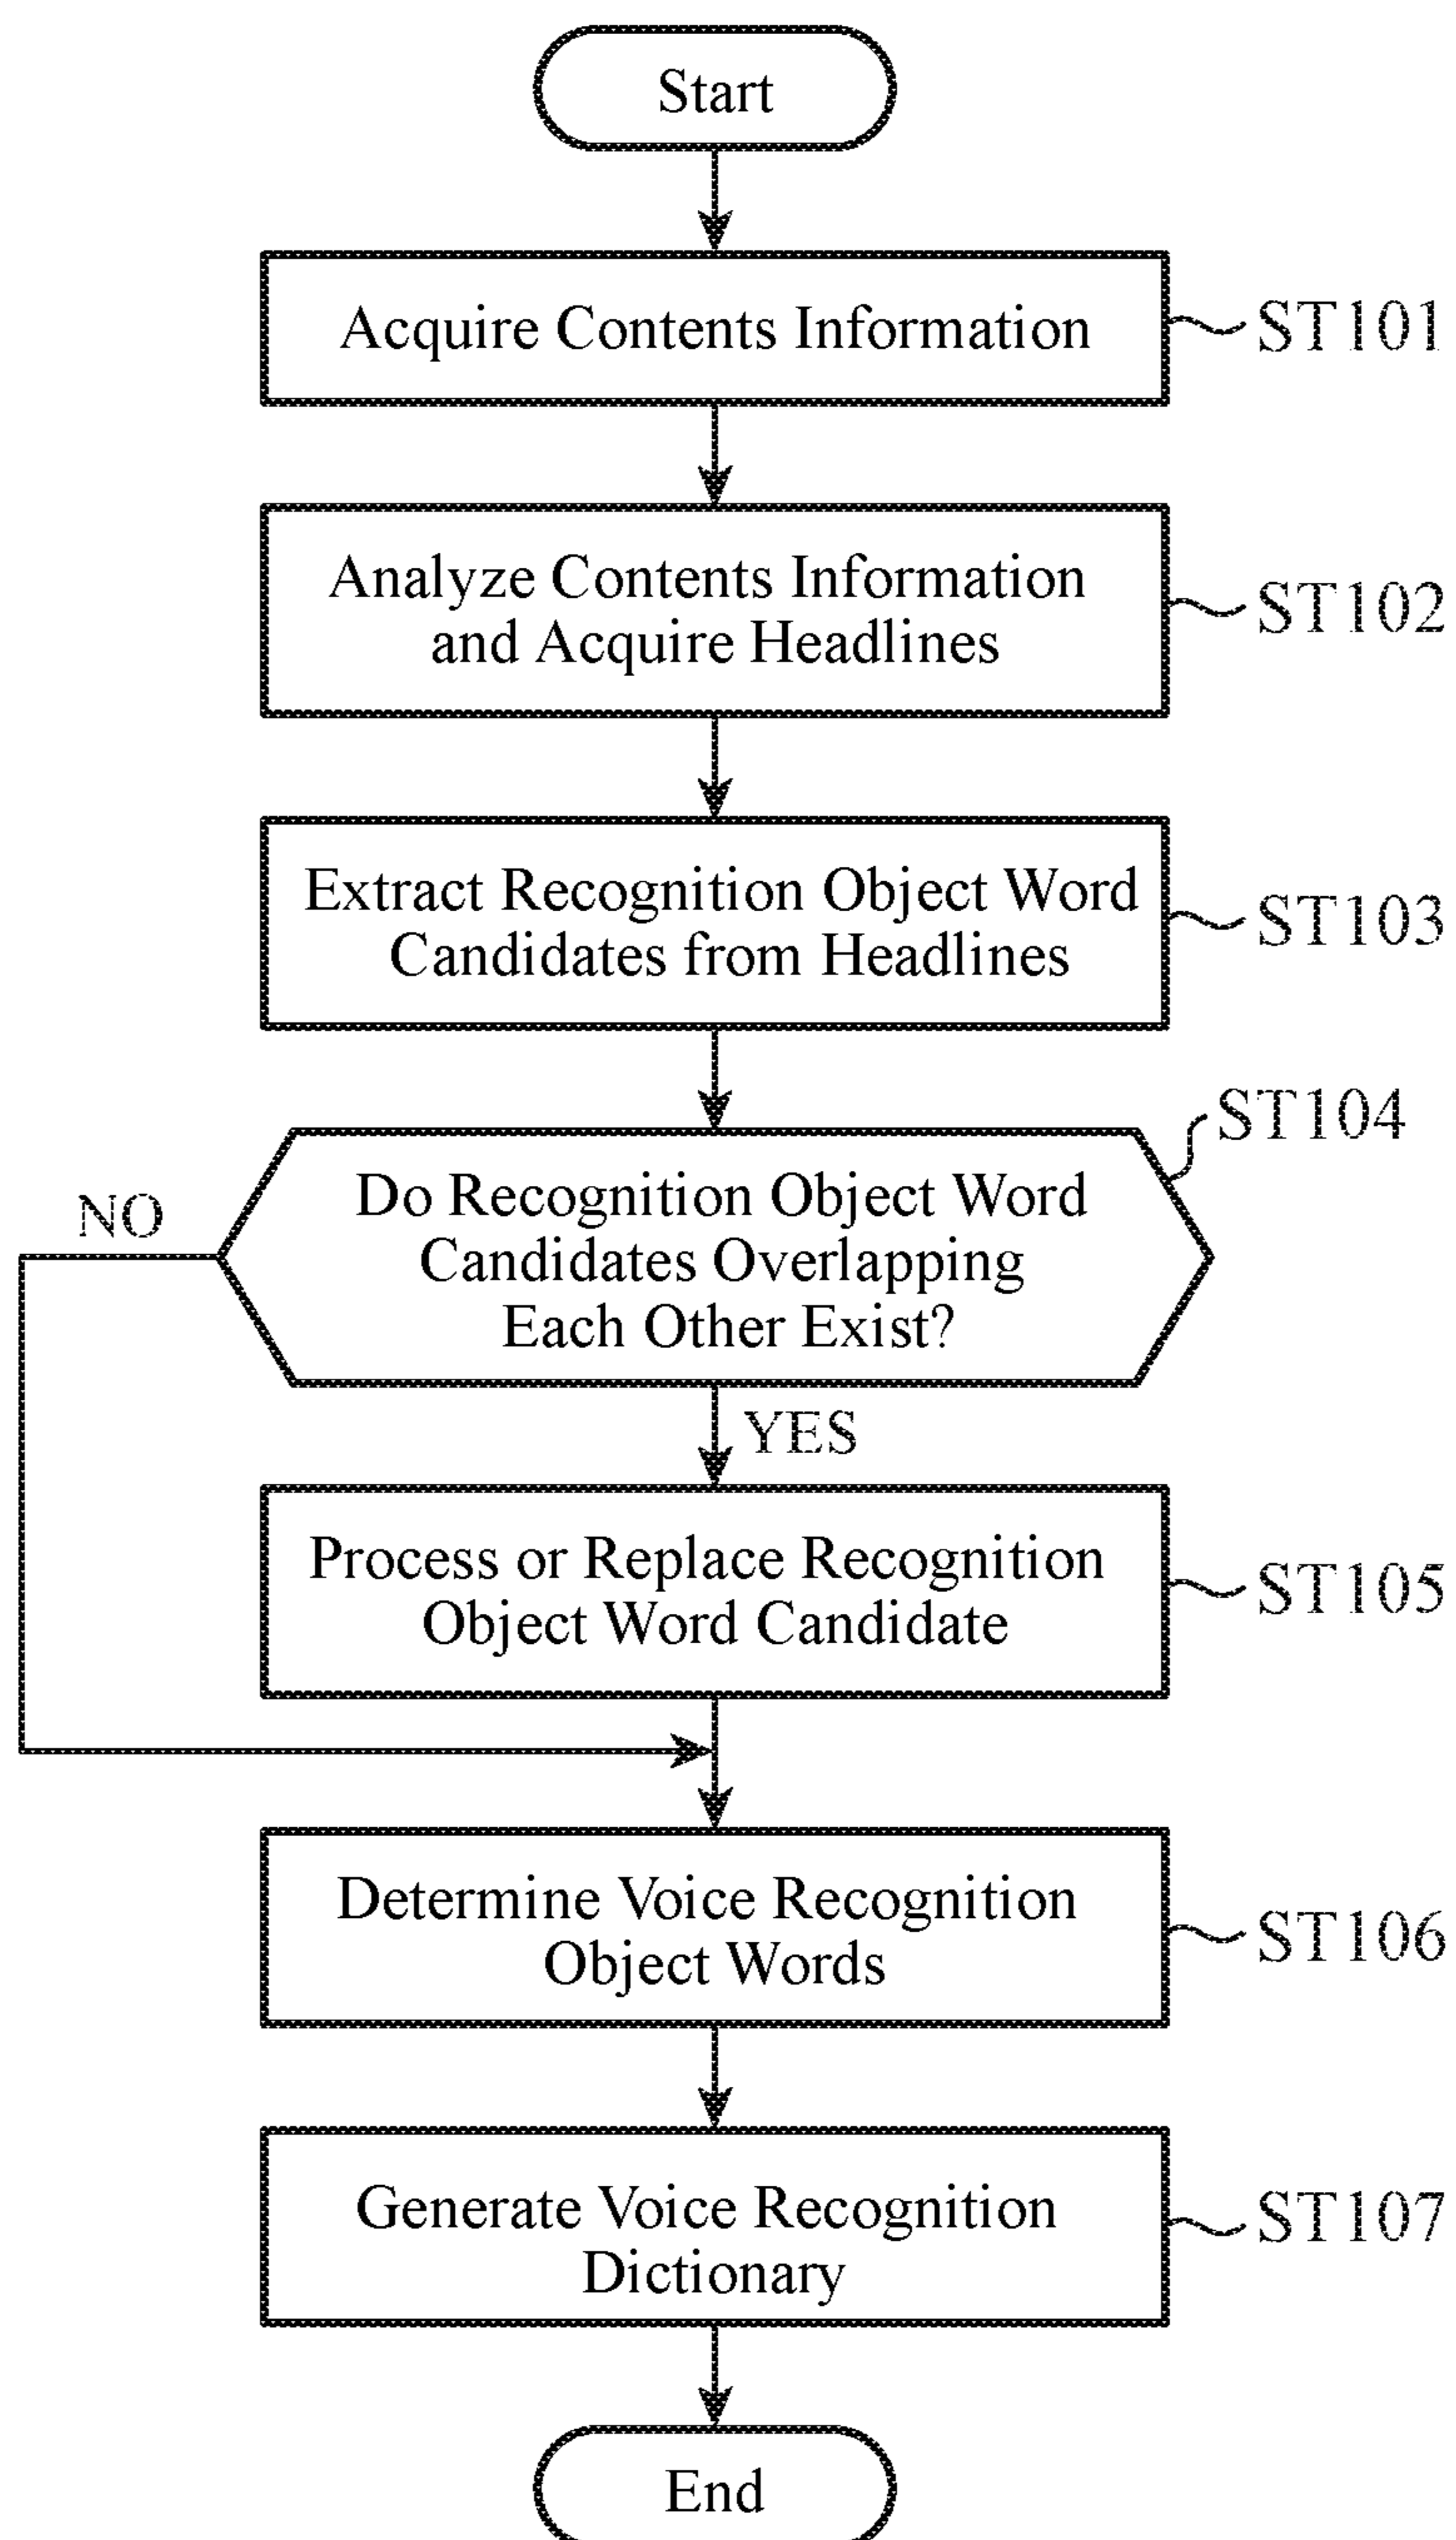 Start
Acquire Contents Information
ST101
Analyze Contents Information
and Acquire Headlines
ST102
Extract Recognition Object Word
Candidates from Headlines
ST103
ST104
Do Recognition Object Word
Candidates Overlapping
Each Other Exist?
NO
YES
Process or Replace Recognition
Object Word Candidate
ST105
Determine Voice Recognition
Object Words
ST106
Generate Voice Recognition
Dictionary
ST107
End